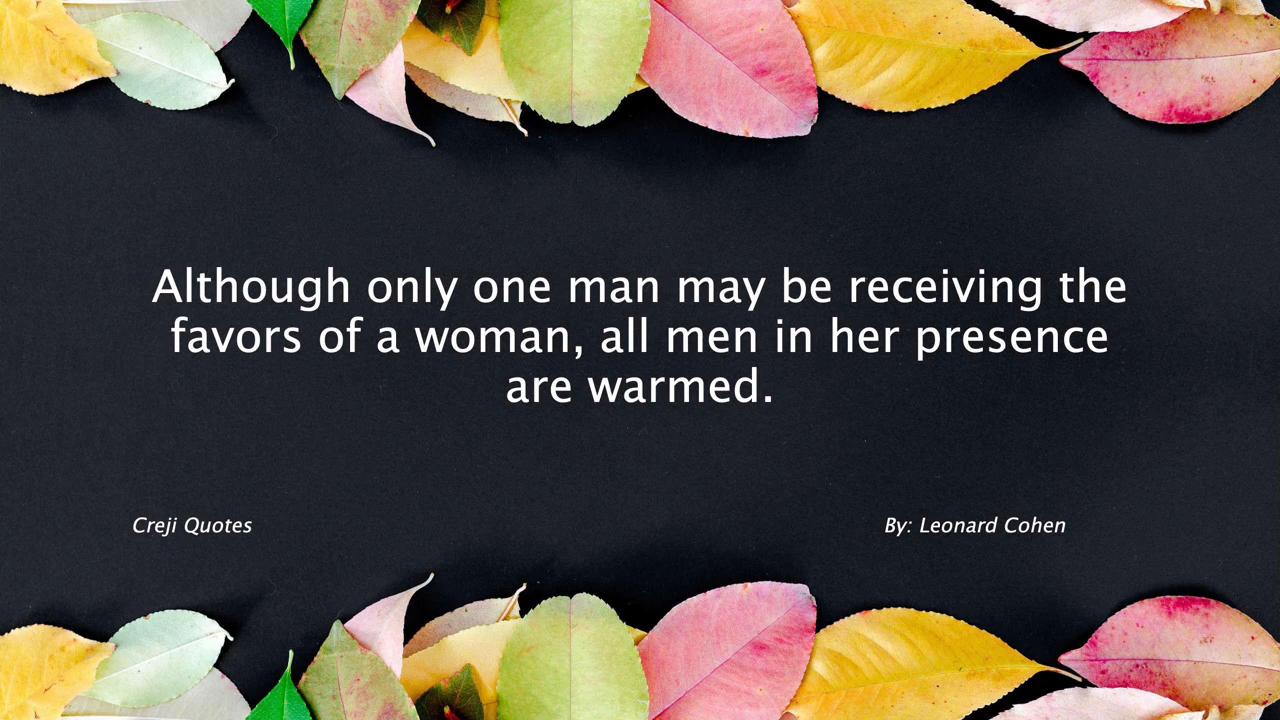 Although only one man may be receiving the
favors of a woman, all men in her presence
are warmed.
Creji Quotes
By: Leonard Cohen